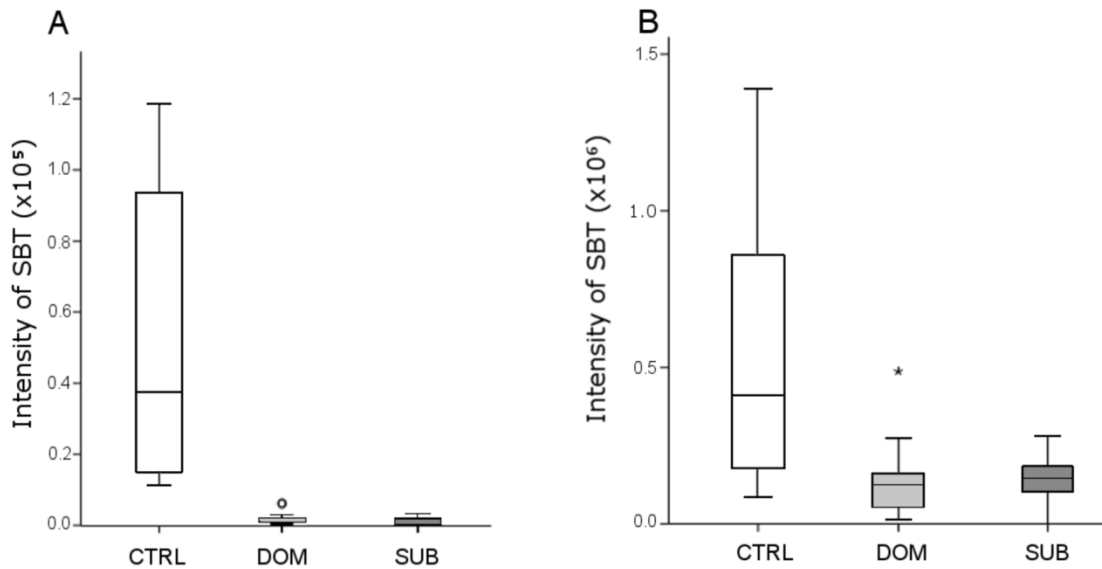 A
Intensity of SBT (x10⁵)
1.2
1.0
0.8
0.6
0.4
0.2
0.0
CTRL DOM SUB
B
Intensity of SBT (x10⁶)
1.5
1.0
0.5
0.0
*
CTRL DOM SUB